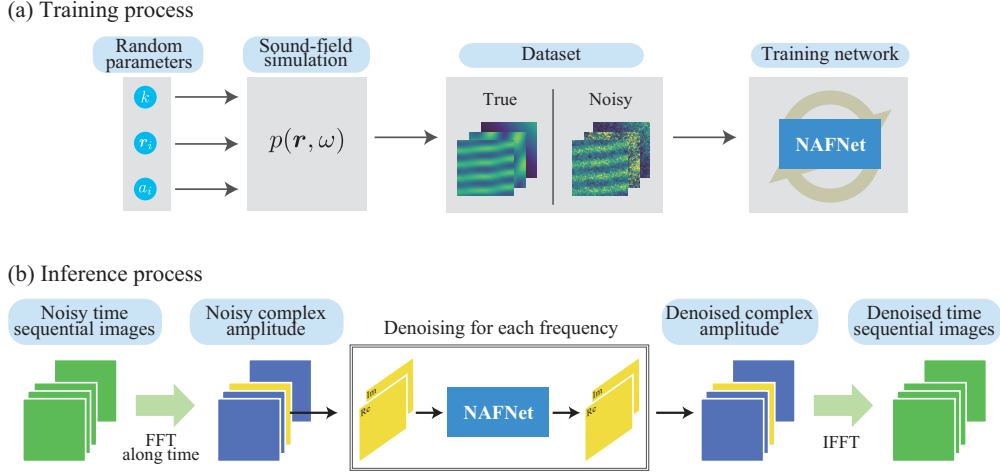 (a) Training process
Random
parameters
Sound-field
simulation
Dataset
Training network
k
r_i
a_i
p(r, ω)
True
Noisy
NAFNet
(b) Inference process
Noisy time
sequential images
Noisy complex
amplitude
Denoising for each frequency
Denoised complex
amplitude
Denoised time
sequential images
FFT
along time
Im
Re
NAFNet
Im
Re
IFFT